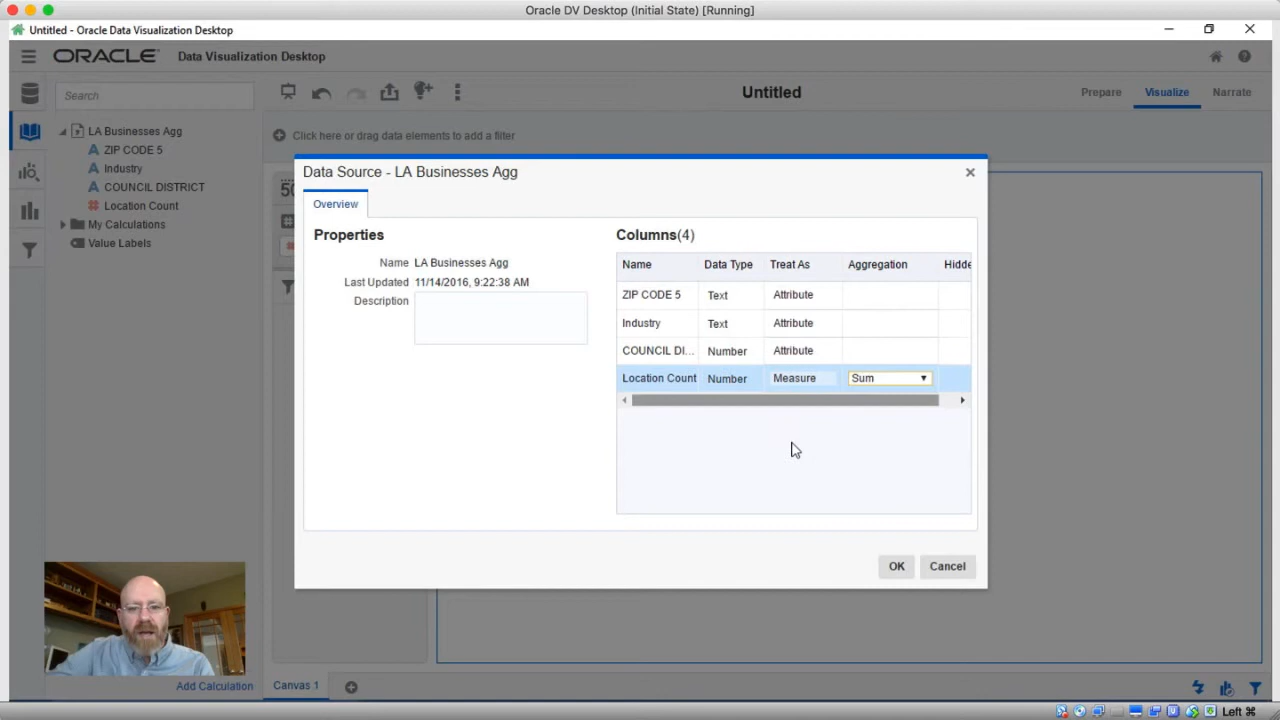 Oracle DV Desktop (Initial State) [Running]
Untitled - Oracle Data Visualization Desktop
ORACLE Data Visualization Desktop
Search
Untitled
Prepare Visualize Narrate
LA Businesses Agg
ZIP CODE 5
Industry
COUNCIL DISTRICT
Location Count
My Calculations
Value Labels
Click here or drag data elements to add a filter
Data Source - LA Businesses Agg
Overview
Properties
Name LA Businesses Agg
Last Updated 11/14/2016, 9:22:38 AM
Description
Columns(4)
Name Data Type Treat As Aggregation Hidde
ZIP CODE 5 Text Attribute
Industry Text Attribute
COUNCIL DI... Number Attribute
Location Count Number Measure Sum
OK Cancel
Add Calculation
Canvas 1
Left ⌘